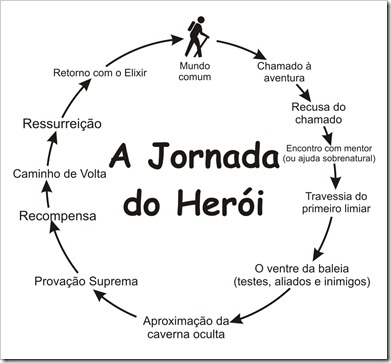 A Jornada
do Herói
Mundo
comum
Chamado à
aventura
Recusa do
chamado
Encontro com mentor
(ou ajuda sobrenatural)
Travessia do
primeiro limiar
O ventre da baleia
(testes, aliados e inimigos)
Aproximação da
caverna oculta
Provação Suprema
Recompensa
Caminho de Volta
Ressurreição
Retorno com o Elixir